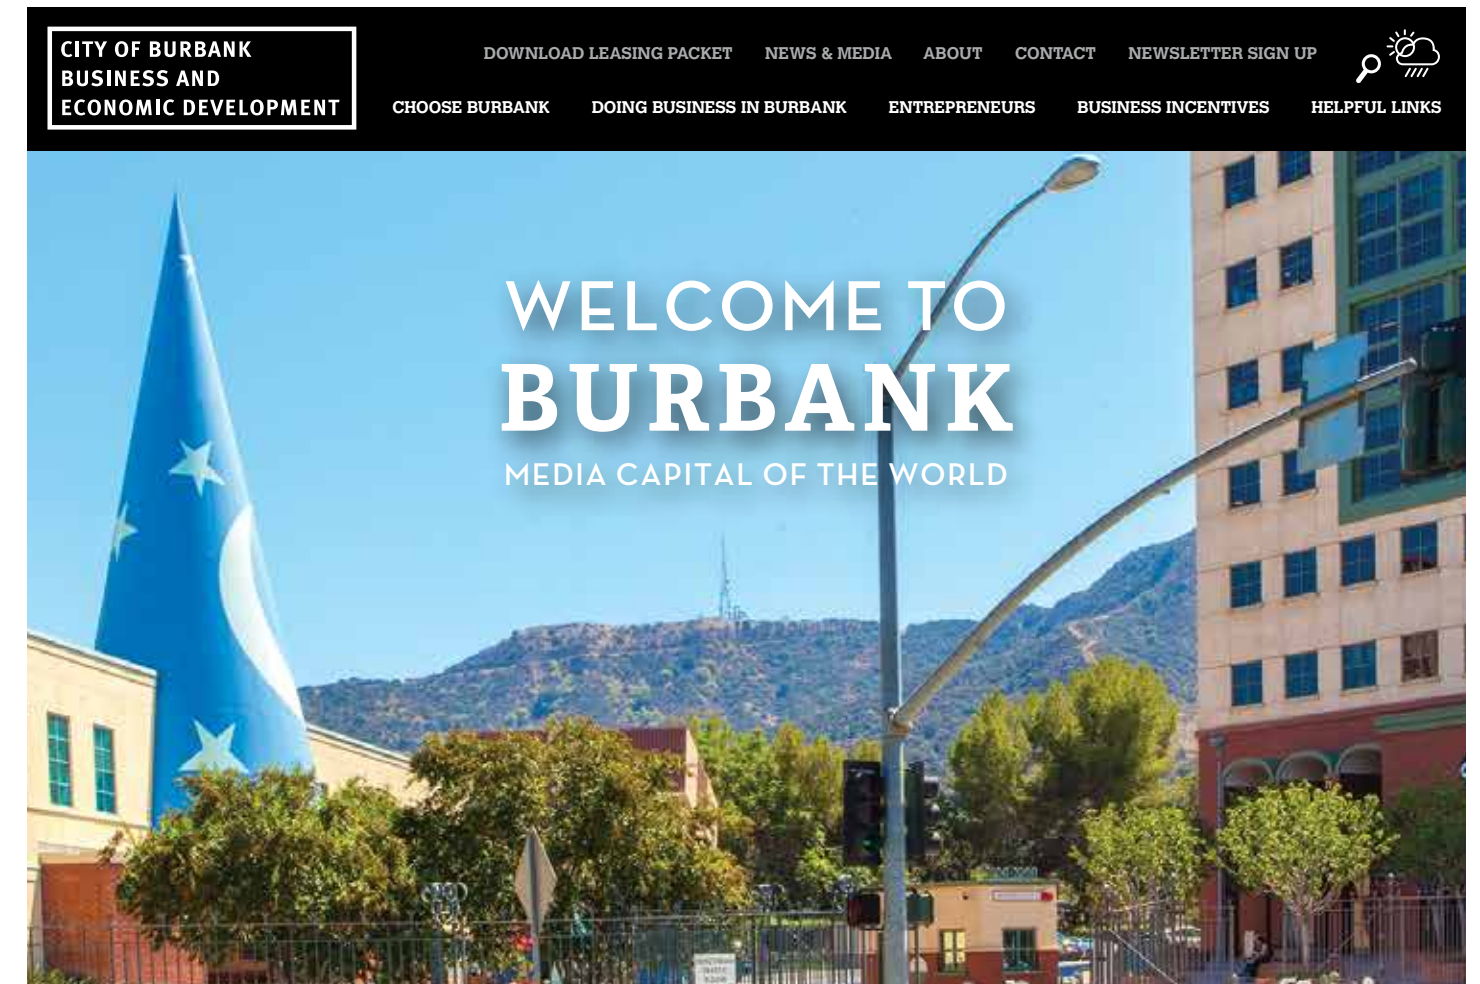 CITY OF BURBANK
BUSINESS AND
ECONOMIC DEVELOPMENT
DOWNLOAD LEASING PACKET NEWS & MEDIA ABOUT CONTACT NEWSLETTER SIGN UP
CHOOSE BURBANK DOING BUSINESS IN BURBANK ENTREPRENEURS BUSINESS INCENTIVES HELPFUL LINKS
WELCOME TO
BURBANK
MEDIA CAPITAL OF THE WORLD